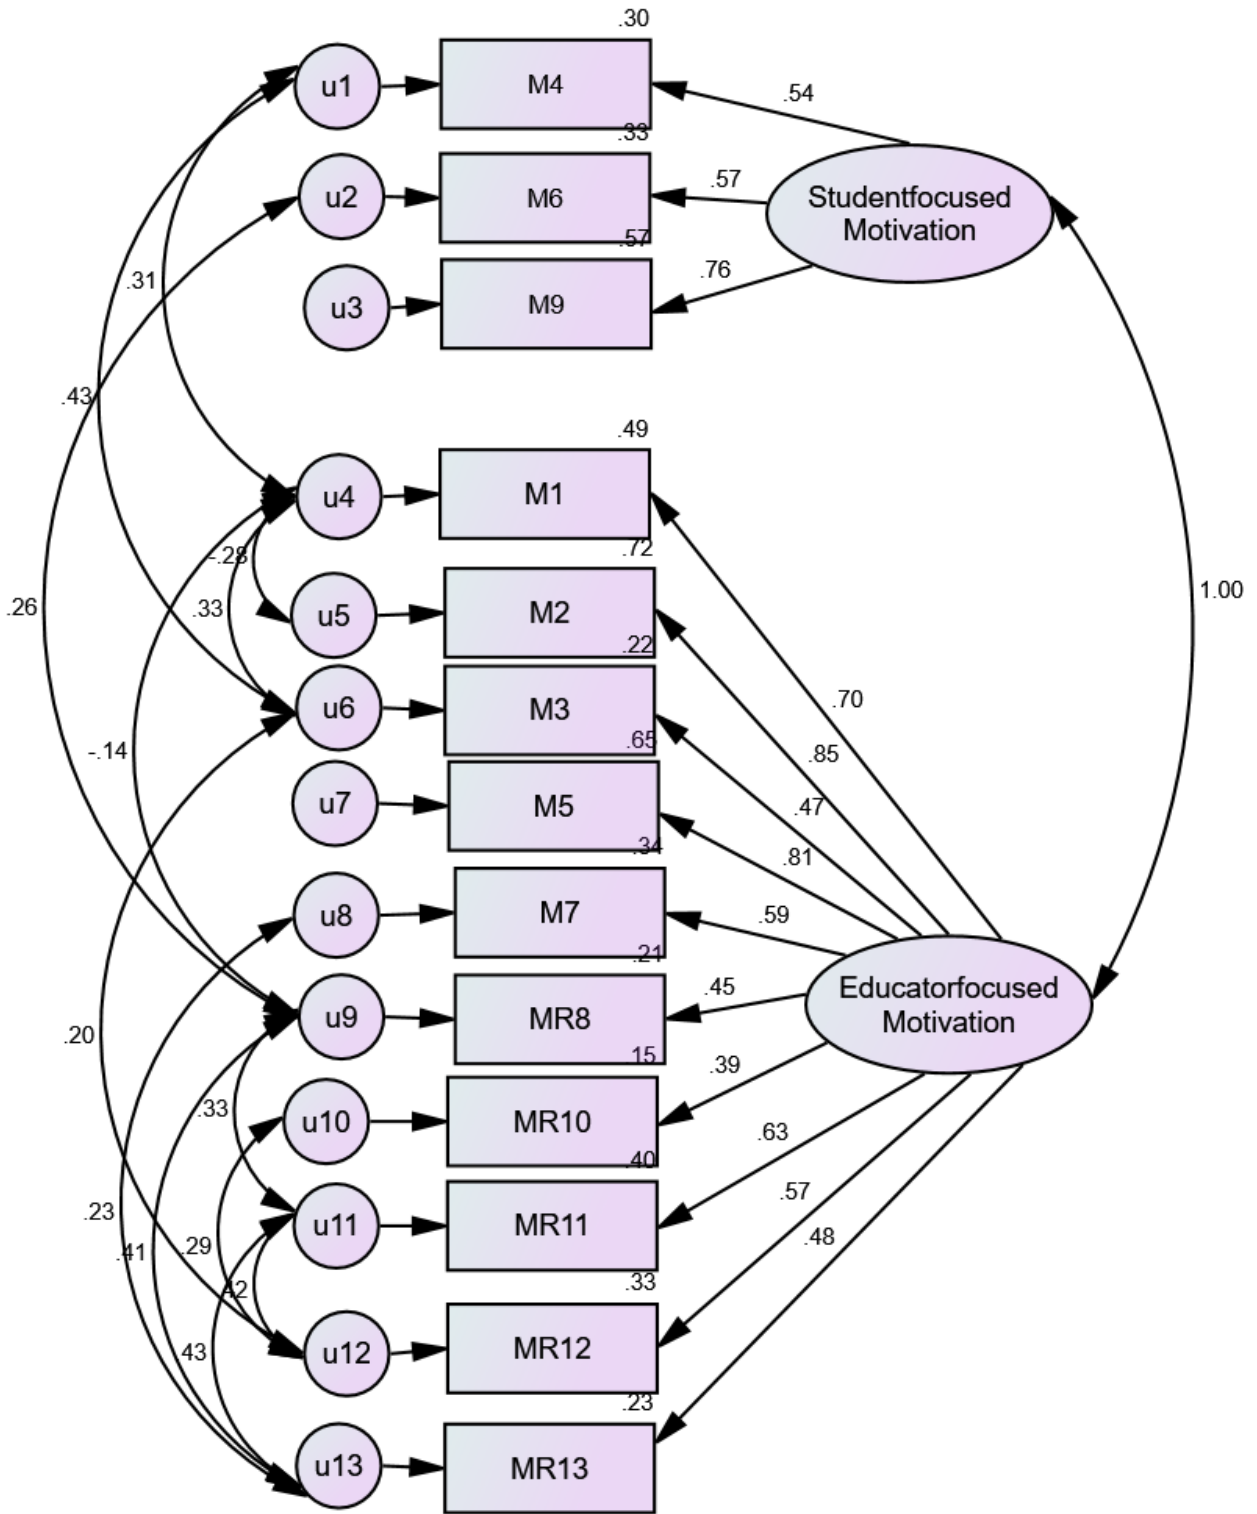 .30
u1
M4
.54
.33
u2
M6
.57
Studentfocused
Motivation
.57
u3
M9
.76
.31
.43
.49
u4
M1
-.28
.72
u5
M2
.33
.26
1.00
.22
u6
M3
.70
-.14
.65
.85
u7
M5
.47
.34
.81
u8
M7
.59
.21
u9
MR8
.45
Educatorfocused
Motivation
.20
.15
.39
.33
u10
MR10
.63
.40
.23
.41
.29
u11
MR11
.57
.48
.42
.33
43
u12
MR12
.23
u13
MR13